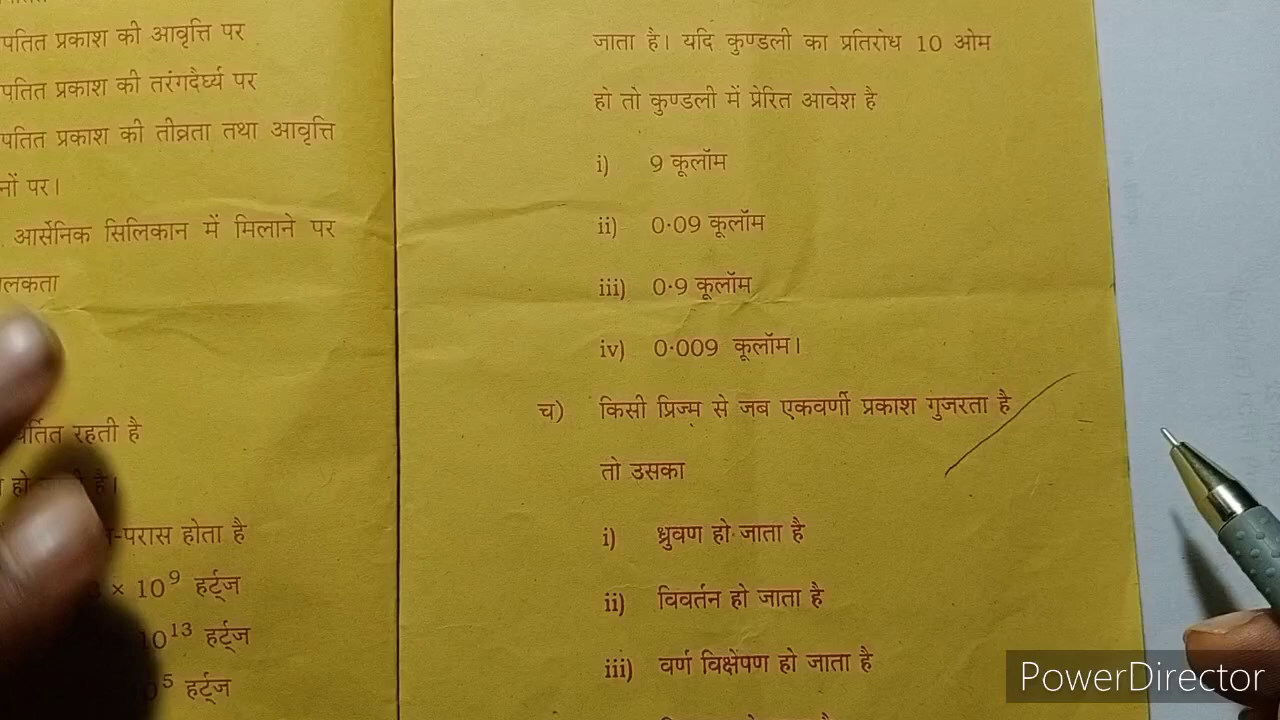 पतित प्रकाश की आवृत्ति पर
पतित प्रकाश की तरंगदैर्घ्य पर
पतित प्रकाश की तीव्रता तथा आवृत्ति
नों पर।
आर्सेनिक सिलिकान में मिलाने पर
लकता
र्तित रहती है
है।
-परास होता है
× 10⁹ हर्ट्ज
10¹³ हर्ट्ज
⁵ हर्ट्ज
जाता है। यदि कुण्डली का प्रतिरोध 10 ओम
हो तो कुण्डली में प्रेरित आवेश है
i) 9 कूलॉम
ii) 0·09 कूलॉम
iii) 0·9 कूलॉम
iv) 0·009 कूलॉम।
च) किसी प्रिज्म से जब एकवर्णी प्रकाश गुजरता है
तो उसका
i) ध्रुवण हो जाता है
ii) विवर्तन हो जाता है
iii) वर्ण विक्षेपण हो जाता है
PowerDirector